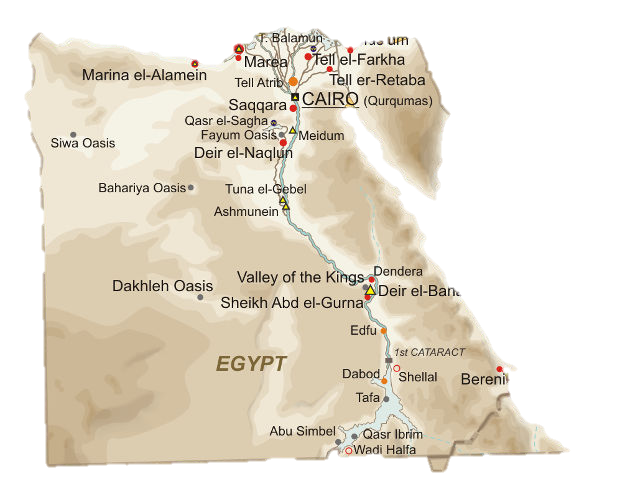 T. Balamun
Marea
Tell el-Farkha
Marina el-Alamein
Tell er-Retaba
Tell Atrib
Saqqara
CAIRO (Qurqumas)
Qasr el-Sagha
Siwa Oasis
Fayum Oasis
Meidum
Deir el-Naqlun
Bahariya Oasis
Tuna el-Gebel
Ashmunein
Dendera
Valley of the Kings
Dakhleh Oasis
Deir el-Bana
Sheikh Abd el-Gurna
Edfu
1st CATARACT
EGYPT
Dabod
Shellal
Bereni
Tafa
Abu Simbel
Qasr Ibrim
Wadi Halfa